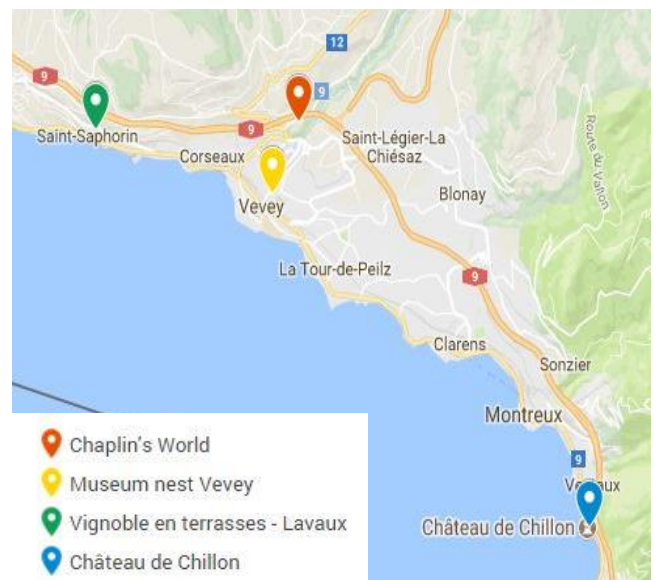 12
9
9
Saint-Saphorin
9
Corseaux
Saint-Légier-La
Chiésaz
Route du Vallon
Blonay
Vevey
La Tour-de-Peilz
9
Clarens
Sonzier
Montreux
9
Château de Chillon
Chaplin's World
Museum nest Vevey
Vignoble en terrasses - Lavaux
Château de Chillon